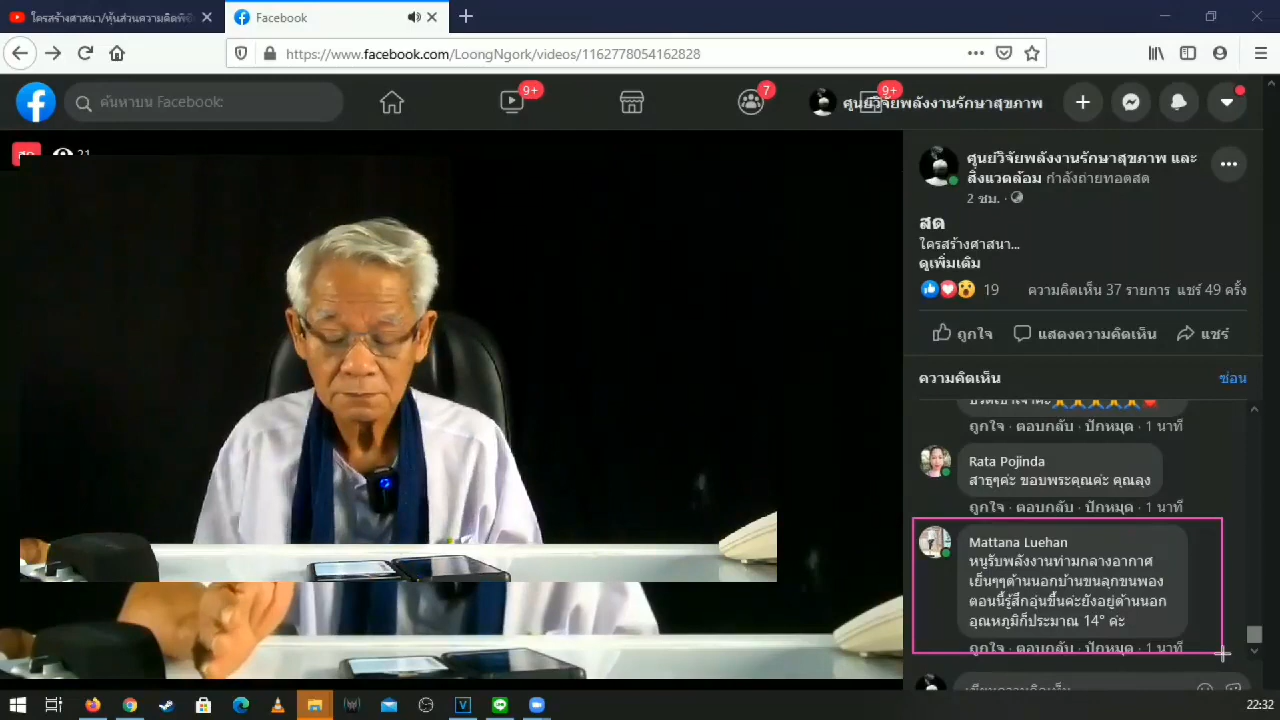 ใครสร้างศาสนา/หุ้นส่วนความคิดพิ
Facebook
https://www.facebook.com/LoongNgork/videos/1162778054162828
ค้นหาบน Facebook
9+
7
9+
ศูนย์วิจัยพลังงานรักษาสุขภาพ
21
ศูนย์วิจัยพลังงานรักษาสุขภาพ และ
สิ่งแวดล้อม กำลังถ่ายทอดสด
2 ชม.
สด
ใครสร้างศาสนา...
ดูเพิ่มเติม
19 ความคิดเห็น 37 รายการ แชร์ 49 ครั้ง
ถูกใจ แสดงความคิดเห็น แชร์
ความคิดเห็น ซ่อน
ถูกใจ · ตอบกลับ · ปักหมุด · 1 นาที
Rata Pojinda
สาธุๆค่ะ ขอบพระคุณค่ะ คุณลุง
ถูกใจ · ตอบกลับ · ปักหมุด · 1 นาที
Mattana Luehan
หนูรับพลังงานท่ามกลางอากาศ
เย็นๆๆด้านนอกบ้านขนลุกขนพอง
ตอนนี้รู้สึกอุ่นขึ้นค่ะยังอยู่ด้านนอก
อุณหภูมิก็ประมาณ 14° ค่ะ
ถูกใจ · ตอบกลับ · ปักหมุด · 1 นาที
22:32